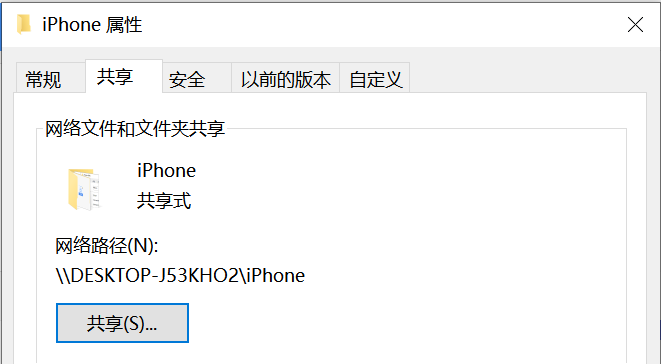 iPhone 属性
常规 共享 安全 以前的版本 自定义
网络文件和文件夹共享
iPhone
共享式
网络路径(N):
\\DESKTOP-J53KHO2\iPhone
共享(S)...